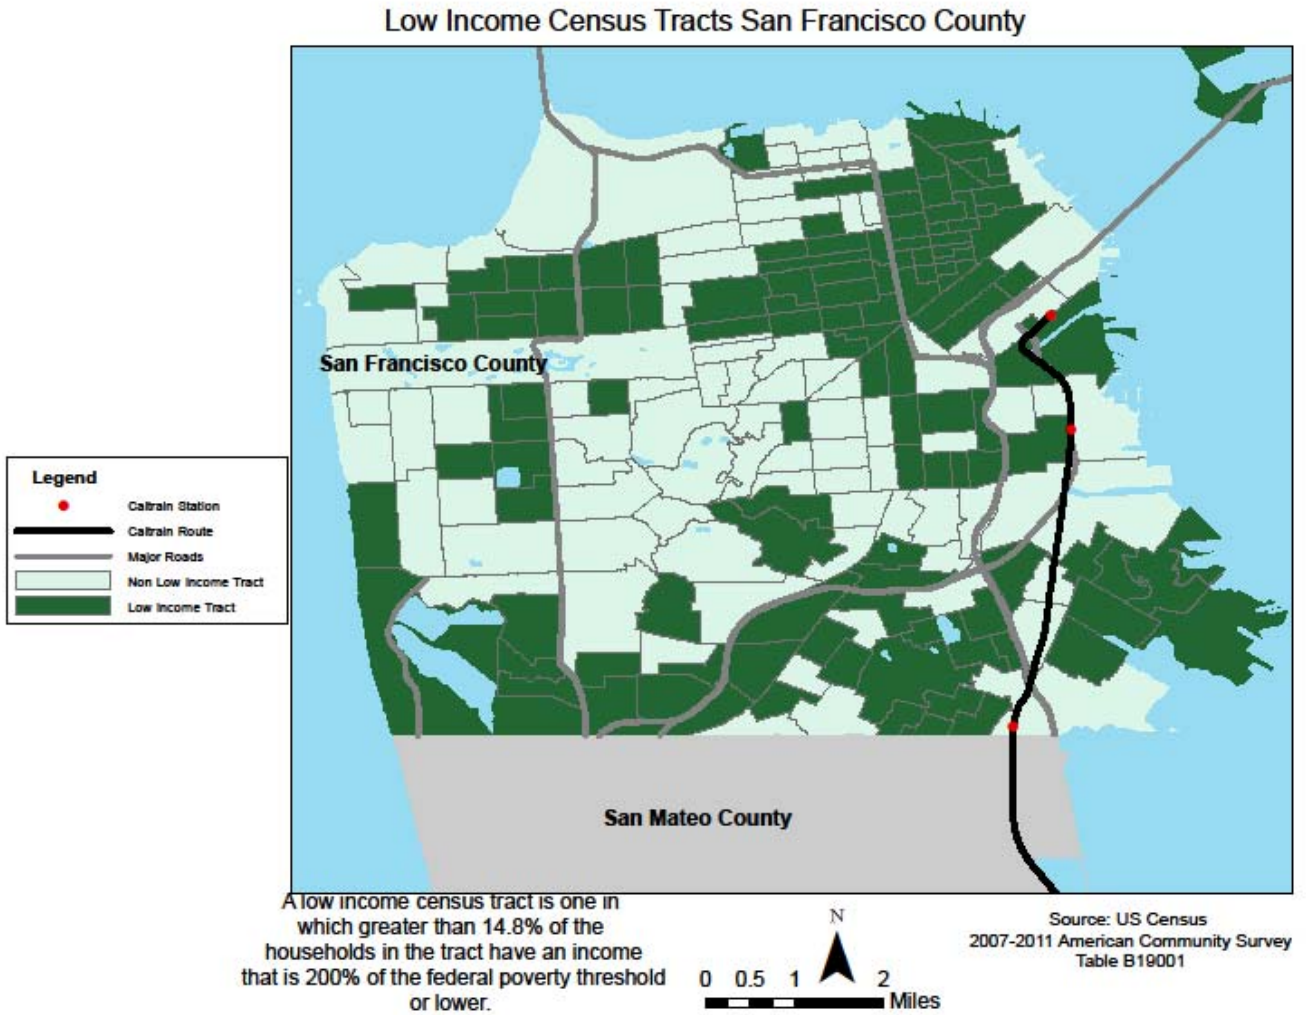 Low Income Census Tracts San Francisco County
San Francisco County
Legend
Caltrain Station
Caltrain Route
Major Roads
Non Low Income Tract
Low Income Tract
San Mateo County
A low income census tract is one in
which greater than 14.8% of the
households in the tract have an income
that is 200% of the federal poverty threshold
or lower.
N
0 0.5 1 2
Miles
Source: US Census
2007-2011 American Community Survey
Table B19001